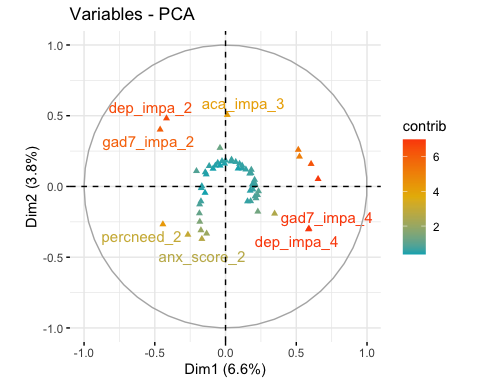 Variables - PCA
1.0
0.5
0.0
-0.5
-1.0
Dim2 (3.8%)
dep_impa_2
aca_impa_3
gad7_impa_2
gad7_impa_4
percneed_2
dep_impa_4
anx_score_2
-1.0 -0.5 0.0 0.5 1.0
Dim1 (6.6%)
contrib
6
4
2